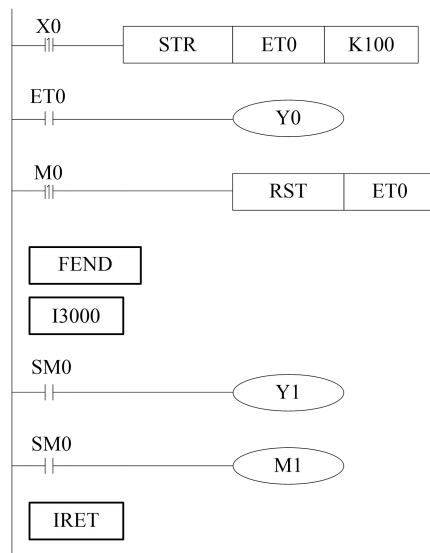 X0
STR ET0 K100
ET0
Y0
M0
RST ET0
FEND
I3000
SM0
Y1
SM0
M1
IRET